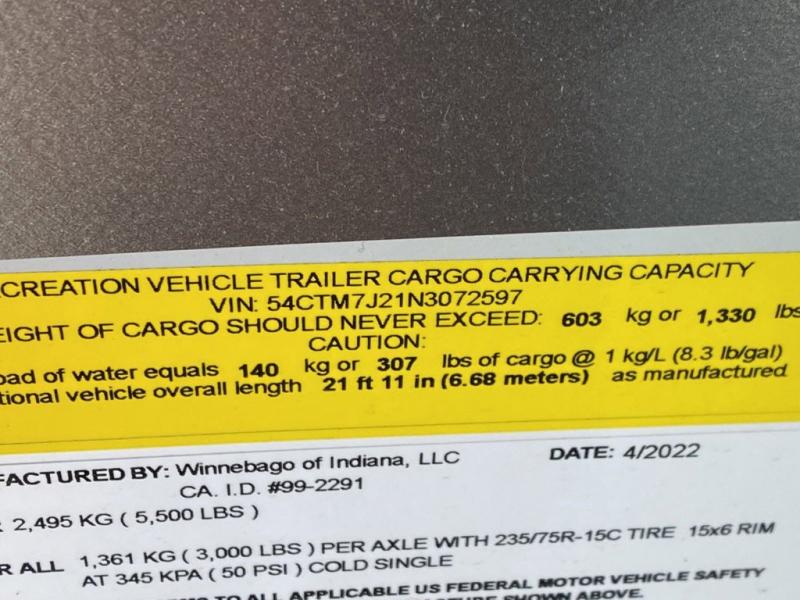 CREATION VEHICLE TRAILER CARGO CARRYING CAPACITY
VIN: 54CTM7J21N3072597
EIGHT OF CARGO SHOULD NEVER EXCEED: 603 kg or 1,330 lbs
CAUTION:
oad of water equals 140 kg or 307 lbs of cargo @ 1 kg/L (8.3 lb/gal)
tional vehicle overall length 21 ft 11 in (6.68 meters) as manufactured
FACTURED BY: Winnebago of Indiana, LLC DATE: 4/2022
CA. I.D. #99-2291
2,495 KG ( 5,500 LBS )
R ALL 1,361 KG ( 3,000 LBS ) PER AXLE WITH 235/75R-15C TIRE 15x6 RIM
AT 345 KPA ( 50 PSI ) COLD SINGLE
TO ALL APPLICABLE US FEDERAL MOTOR VEHICLE SAFETY
SHOWN ABOVE.